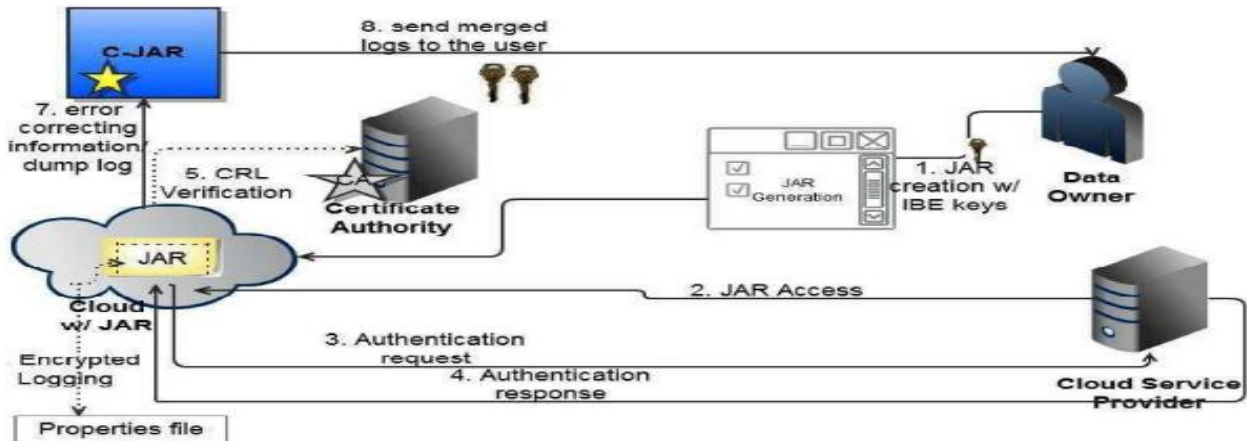 C-JAR
8. send merged
logs to the user
7. error
correcting
information/
dump log
5. CRL
Verification
CA
Certificate
Authority
JAR
Generation
1. JAR
creation w/
IBE keys
Data
Owner
JAR
Cloud
w/ JAR
2. JAR Access
3. Authentication
request
4. Authentication
response
Encrypted
Logging
Cloud Service
Provider
Properties file